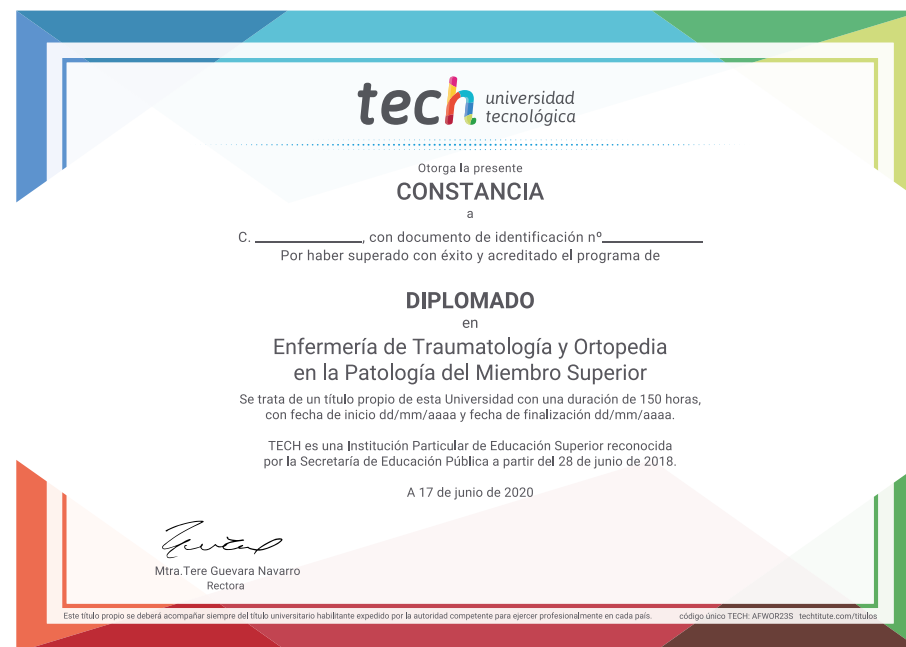 tech universidad
tecnológica
Otorga la presente
CONSTANCIA
a
C. ____________, con documento de identificación nº____________
Por haber superado con éxito y acreditado el programa de
DIPLOMADO
en
Enfermería de Traumatología y Ortopedia
en la Patología del Miembro Superior
Se trata de un título propio de esta Universidad con una duración de 150 horas,
con fecha de inicio dd/mm/aaaa y fecha de finalización dd/mm/aaaa.
TECH es una Institución Particular de Educación Superior reconocida
por la Secretaría de Educación Pública a partir del 28 de junio de 2018.
A 17 de junio de 2020
Mtra.Tere Guevara Navarro
Rectora
Este título propio se deberá acompañar siempre del título universitario habilitante expedido por la autoridad competente para ejercer profesionalmente en cada país. código único TECH: AFWOR23S techtitute.com/titulos